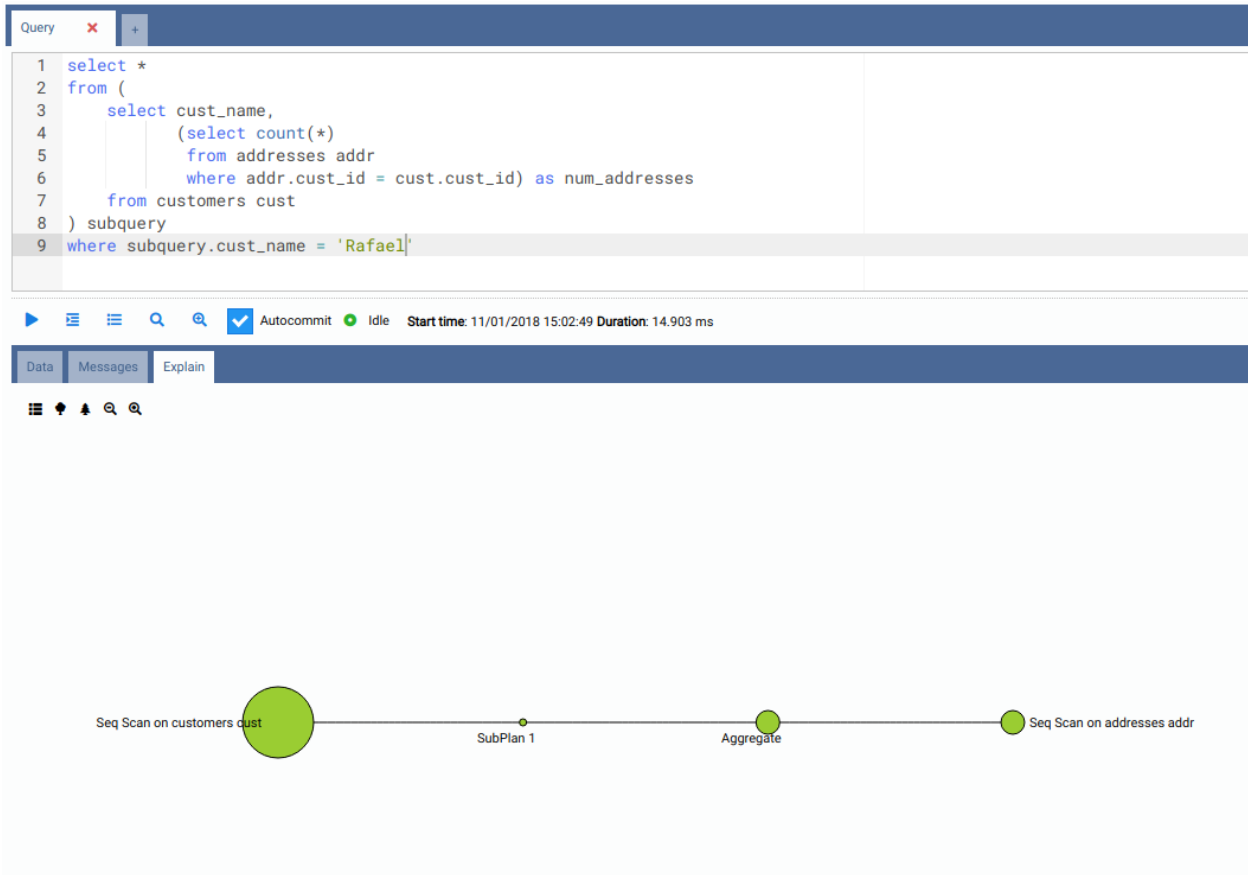 Query
+
1 select *
2 from (
3 select cust_name,
4 (select count(*)
5 from addresses addr
6 where addr.cust_id = cust.cust_id) as num_addresses
7 from customers cust
8 ) subquery
9 where subquery.cust_name = 'Rafael'
Autocommit Idle Start time: 11/01/2018 15:02:49 Duration: 14.903 ms
Data Messages Explain
Seq Scan on customers cust
SubPlan 1
Aggregate
Seq Scan on addresses addr